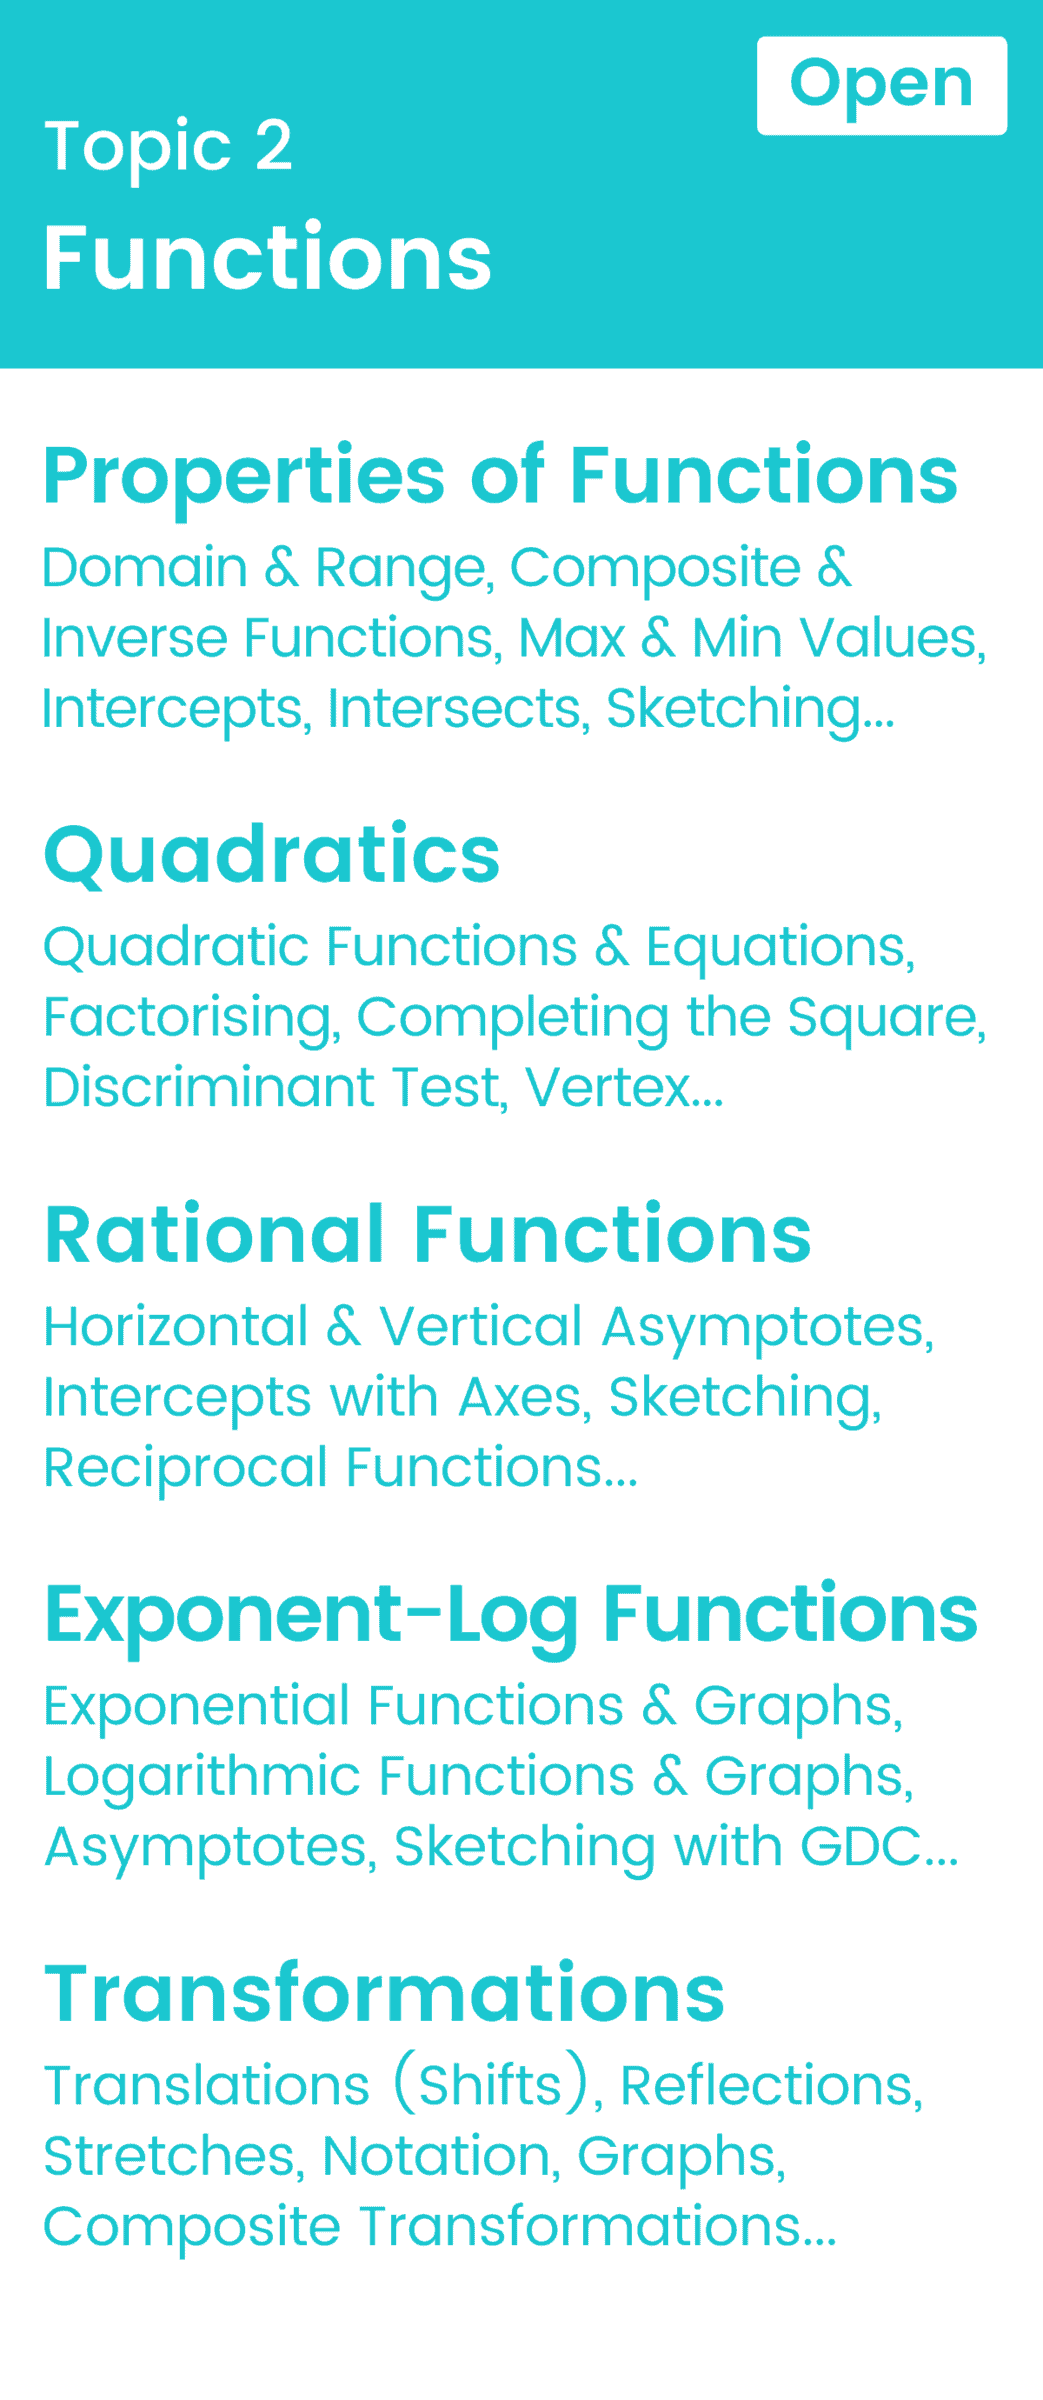 Open
Topic 2
Functions
Properties of Functions
Domain & Range, Composite &
Inverse Functions, Max & Min Values,
Intercepts, Intersects, Sketching...
Quadratics
Quadratic Functions & Equations,
Factorising, Completing the Square,
Discriminant Test, Vertex...
Rational Functions
Horizontal & Vertical Asymptotes,
Intercepts with Axes, Sketching,
Reciprocal Functions...
Exponent-Log Functions
Exponential Functions & Graphs,
Logarithmic Functions & Graphs,
Asymptotes, Sketching with GDC...
Transformations
Translations (Shifts), Reflections,
Stretches, Notation, Graphs,
Composite Transformations...